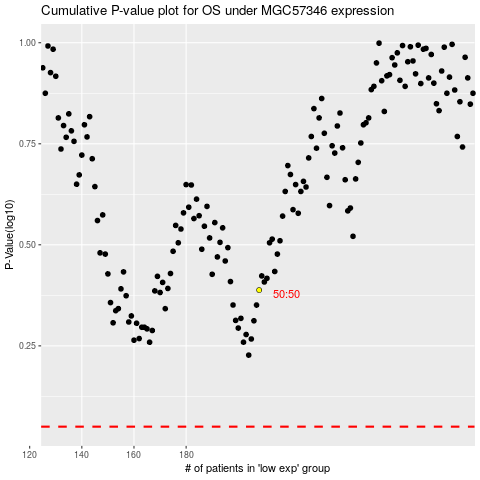 Cumulative P-value plot for OS under MGC57346 expression
P-Value(log10)
1.00
0.75
0.50
0.25
50:50
120 140 160 180
# of patients in 'low exp' group